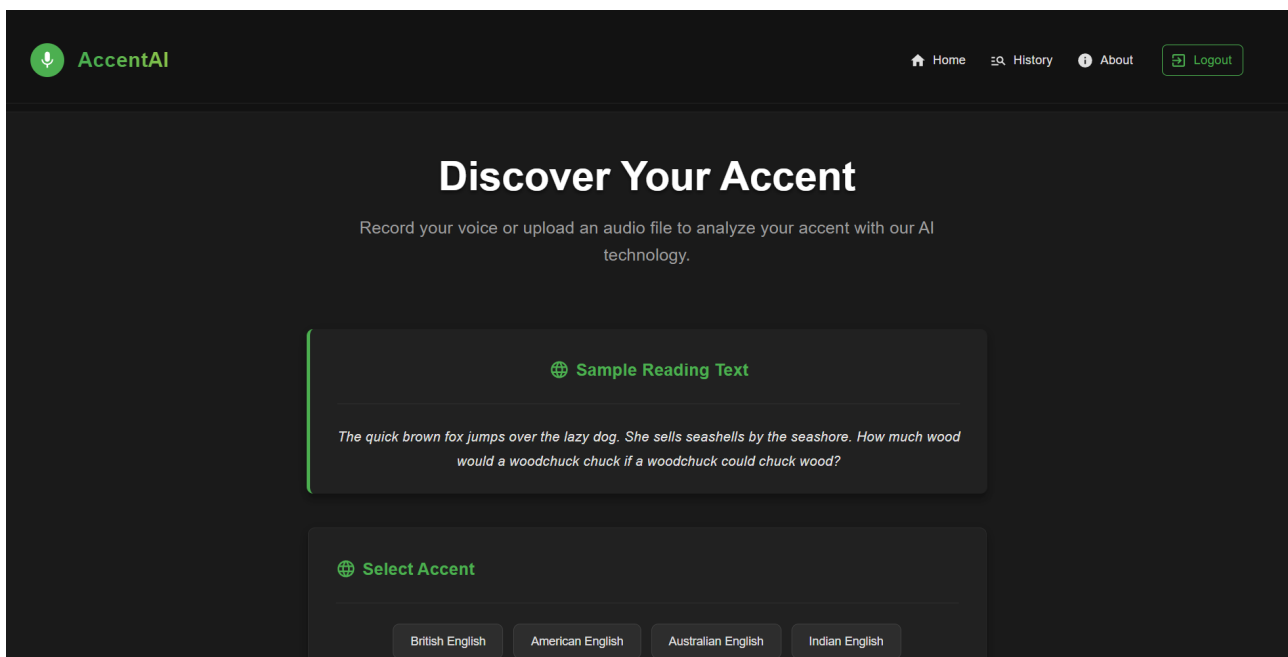 AccentAI
Home
History
About
Logout
Discover Your Accent
Record your voice or upload an audio file to analyze your accent with our AI
technology.
Sample Reading Text
The quick brown fox jumps over the lazy dog. She sells seashells by the seashore. How much wood
would a woodchuck chuck if a woodchuck could chuck wood?
Select Accent
British English
American English
Australian English
Indian English